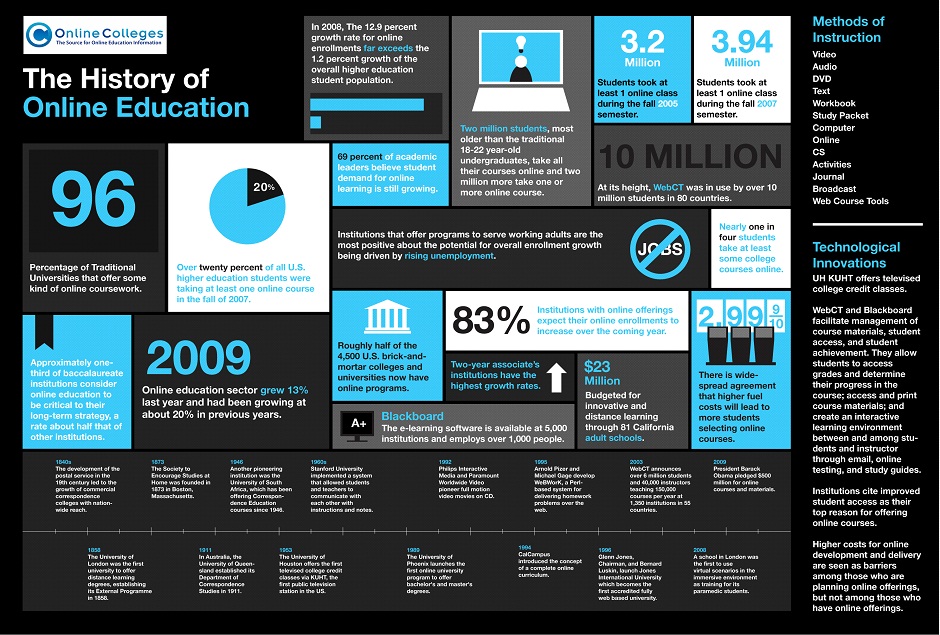 OnlineColleges
The Source for Online Education Information
The History of
Online Education
In 2008, The 12.9 percent
growth rate for online
enrollments far exceeds the
1.2 percent growth of the
overall higher education
student population.
Two million students, most
older than the traditional
18-22 year-old
undergraduates, take all
their courses online and two
million more take one or
more online course.
3.2
Million
Students took at
least 1 online class
during the fall 2005
semester.
3.94
Million
Students took at
least 1 online class
during the fall 2007
semester.
10 MILLION
At its height, WebCT was in use by over 10
million students in 80 countries.
96
Percentage of Traditional
Universities that offer some
kind of online coursework.
20%
Over twenty percent of all U.S.
higher education students were
taking at least one online course
in the fall of 2007.
69 percent of academic
leaders believe student
demand for online
learning is still growing.
Institutions that offer programs to serve working adults are the
most positive about the potential for overall enrollment growth
being driven by rising unemployment.
JOBS
Nearly one in
four students
take at least
some college
courses online.
Approximately one-
third of baccalaureate
institutions consider
online education to
be critical to their
long-term strategy, a
rate about half that of
other institutions.
2009
Online education sector grew 13%
last year and had been growing at
about 20% in previous years.
Roughly half of the
4,500 U.S. brick-and-
mortar colleges and
universities now have
online programs.
83%
Institutions with online offerings
expect their online enrollments to
increase over the coming year.
Two-year associate's
institutions have the
highest growth rates.
$23
Million
Budgeted for
innovative and
distance learning
through 81 California
adult schools.
A+
Blackboard
The e-learning software is available at 5,000
institutions and employs over 1,000 people.
2.99 9/10
There is wide-
spread agreement
that higher fuel
costs will lead to
more students
selecting online
courses.
1840s
The development of the
postal service in the
19th century led to the
growth of commercial
correspondence
colleges with nation-
wide reach.
1873
The Society to
Encourage Studies at
Home was founded in
1873 in Boston,
Massachusetts.
1946
Another pioneering
institution was the
University of South
Africa, which has been
offering Correspon-
dence Education
courses since 1946.
1960s
Stanford University
implemented a system
that allowed students
and teachers to
communicate with
each other with
instructions and notes.
1992
Philips Interactive
Media and Paramount
Worldwide Video
pioneer full motion
video movies on CD.
1995
Arnold Pizer and
Michael Gage develop
WeBWorK, a Perl-
based system for
delivering homework
problems over the
web.
2003
WebCT announces
over 6 million students
and 40,000 instructors
teaching 150,000
courses per year at
1,350 institutions in 55
countries.
2009
President Barack
Obama pledged $500
million for online
courses and materials.
1858
The University of
London was the first
university to offer
distance learning
degrees, establishing
its External Programme
in 1858.
1911
In Australia, the
University of Queen-
sland established its
Department of
Correspondence
Studies in 1911.
1953
The University of
Houston offers the first
televised college credit
classes via KUHT, the
first public television
station in the US.
1989
The University of
Phoenix launches the
first online university
program to offer
bachelor's and master's
degrees.
1994
CalCampus
introduced the concept
of a complete online
curriculum.
1996
Glenn Jones,
Chairman, and Bernard
Luskin, launch Jones
International University
which becomes the
first accredited fully
web based university.
2008
A school in London was
the first to use
virtual scenarios in the
immersive environment
as training for its
paramedic students.
Methods of
Instruction
Video
Audio
DVD
Text
Workbook
Study Packet
Computer
Online
CS
Activities
Journal
Broadcast
Web Course Tools
Technological
Innovations
UH KUHT offers televised
college credit classes.
WebCT and Blackboard
facilitate management of
course materials, student
access, and student
achievement. They allow
students to access
grades and determine
their progress in the
course; access and print
course materials; and
create an interactive
learning environment
between and among stu-
dents and instructor
through email, online
testing, and study guides.
Institutions cite improved
student access as their
top reason for offering
online courses.
Higher costs for online
development and delivery
are seen as barriers
among those who are
planning online offerings,
but not among those who
have online offerings.